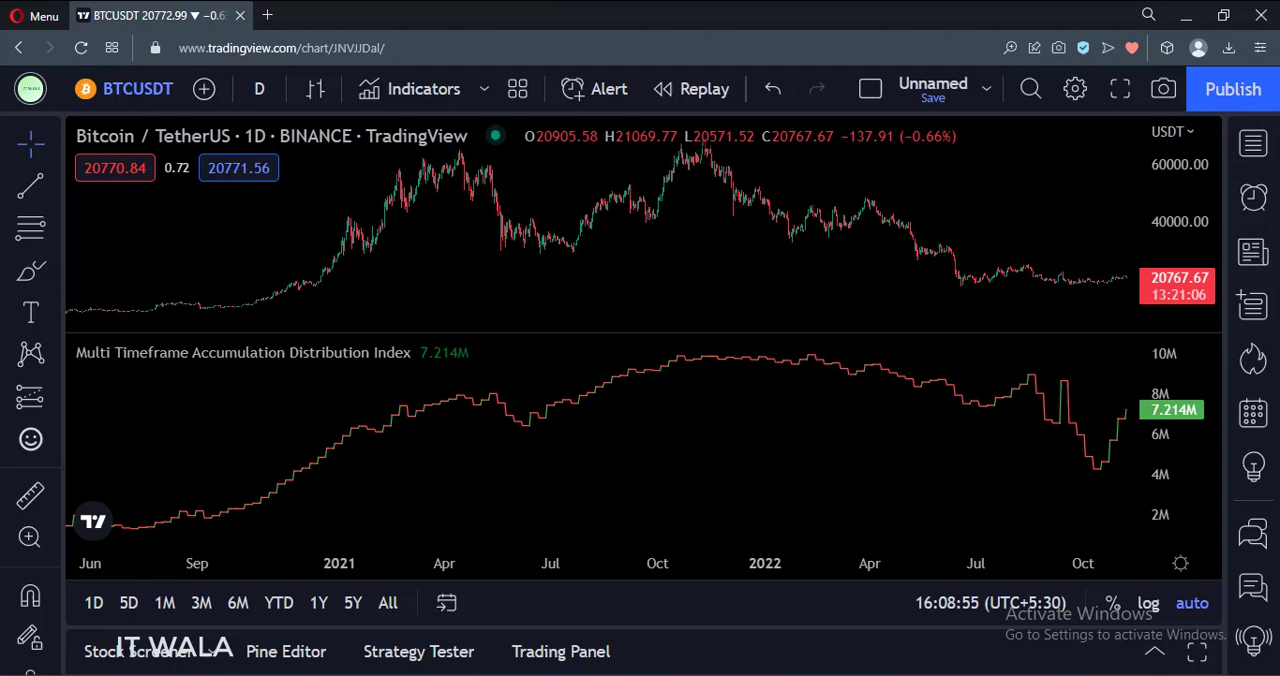 Menu
BTCUSDT 20772.99 ▼ −0.6
www.tradingview.com/chart/JNVJJDal/
IT WALA
BTCUSDT
D
Indicators
Alert
Replay
Unnamed
Save
Publish
Bitcoin / TetherUS · 1D · BINANCE · TradingView
O20905.58 H21069.77 L20571.52 C20767.67 −137.91 (−0.66%)
USDT
20770.84
0.72
20771.56
60000.00
40000.00
20767.67
13:21:06
Multi Timeframe Accumulation Distribution Index 7.214M
10M
8M
7.214M
6M
4M
2M
Jun Sep 2021 Apr Jul Oct 2022 Apr Jul Oct
1D 5D 1M 3M 6M YTD 1Y 5Y All
16:08:55 (UTC+5:30) % log auto
Activate Windows
Go to Settings to activate Windows.
Stock Screener Pine Editor Strategy Tester Trading Panel
IT WALA